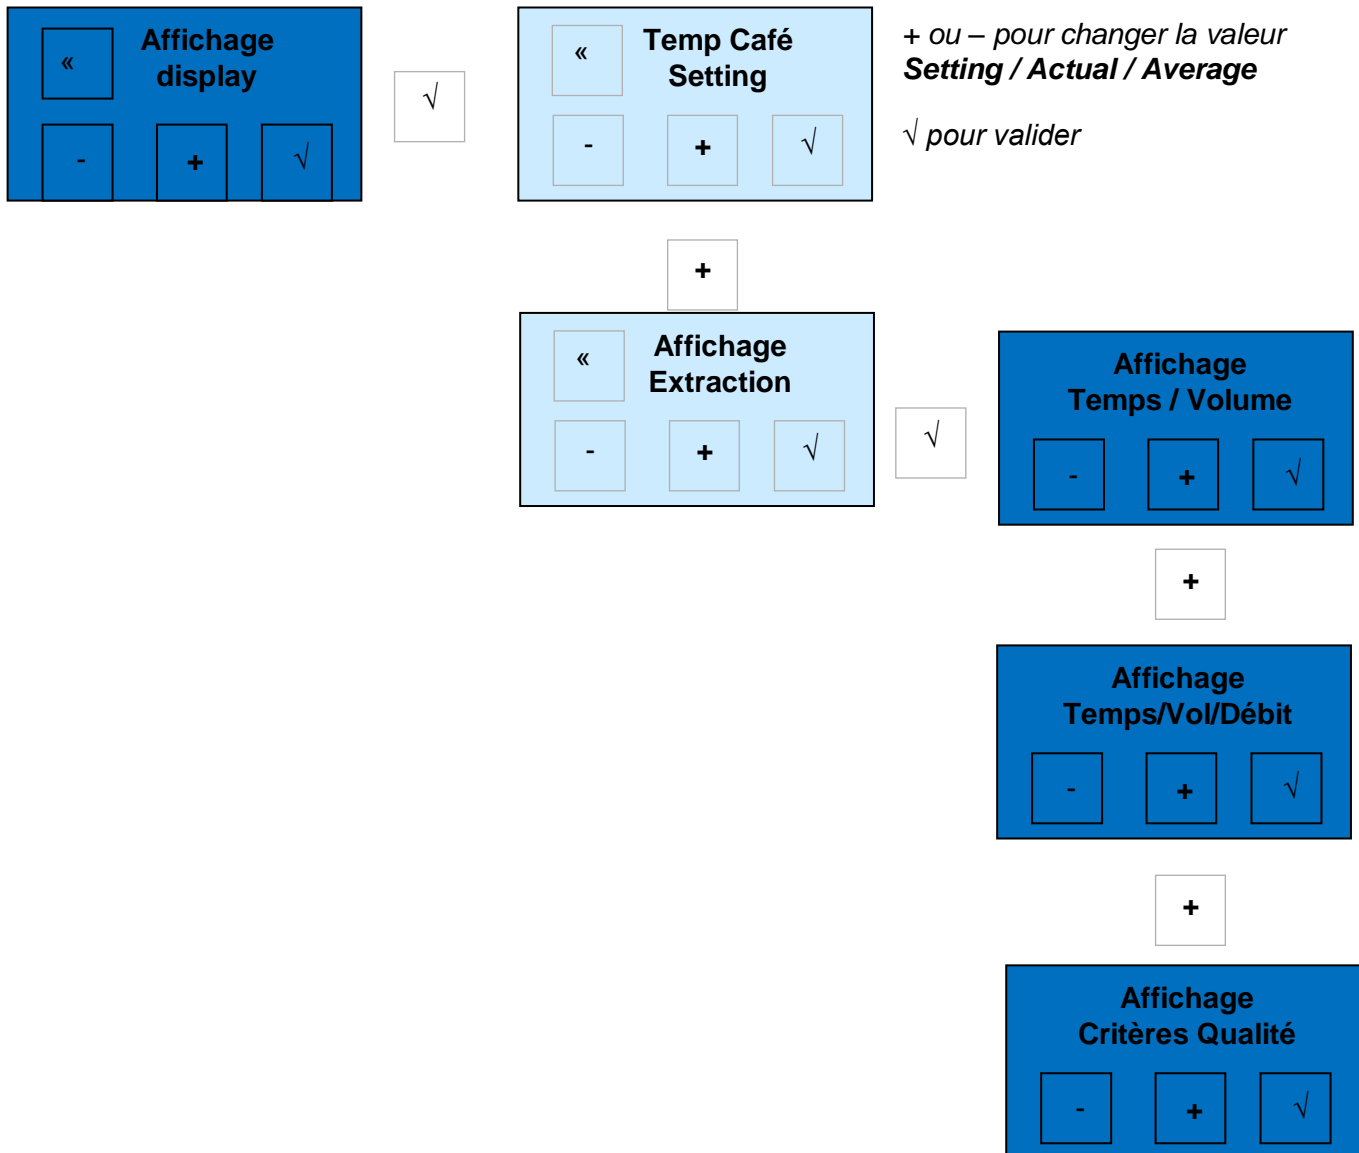 «
Affichage
display
-
+
√
√
«
Temp Café
Setting
-
+
√
+ ou – pour changer la valeur
Setting / Actual / Average
√ pour valider
+
«
Affichage
Extraction
-
+
√
√
Affichage
Temps / Volume
-
+
√
+
Affichage
Temps/Vol/Débit
-
+
√
+
Affichage
Critères Qualité
-
+
√